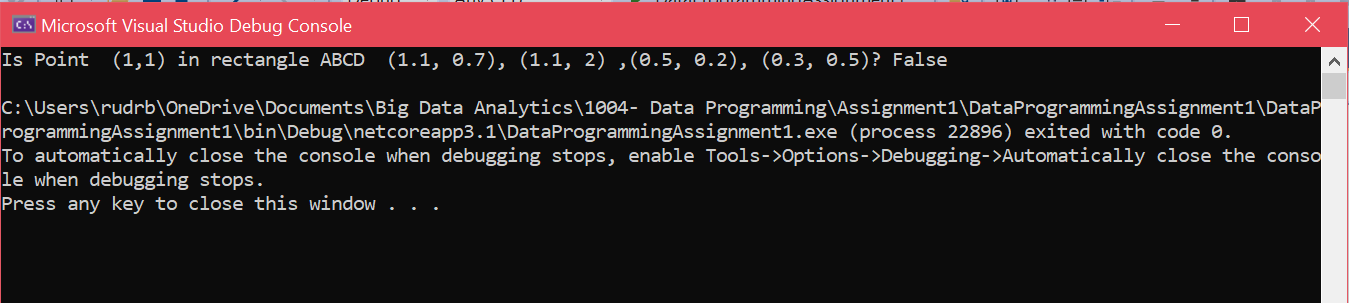 Microsoft Visual Studio Debug Console
Is Point  (1,1) in rectangle ABCD  (1.1, 0.7), (1.1, 2) ,(0.5, 0.2), (0.3, 0.5)? False
C:\Users\rudrb\OneDrive\Documents\Big Data Analytics\1004- Data Programming\Assignment1\DataProgrammingAssignment1\DataP
rogrammingAssignment1\bin\Debug\netcoreapp3.1\DataProgrammingAssignment1.exe (process 22896) exited with code 0.
To automatically close the console when debugging stops, enable Tools->Options->Debugging->Automatically close the conso
le when debugging stops.
Press any key to close this window . . .